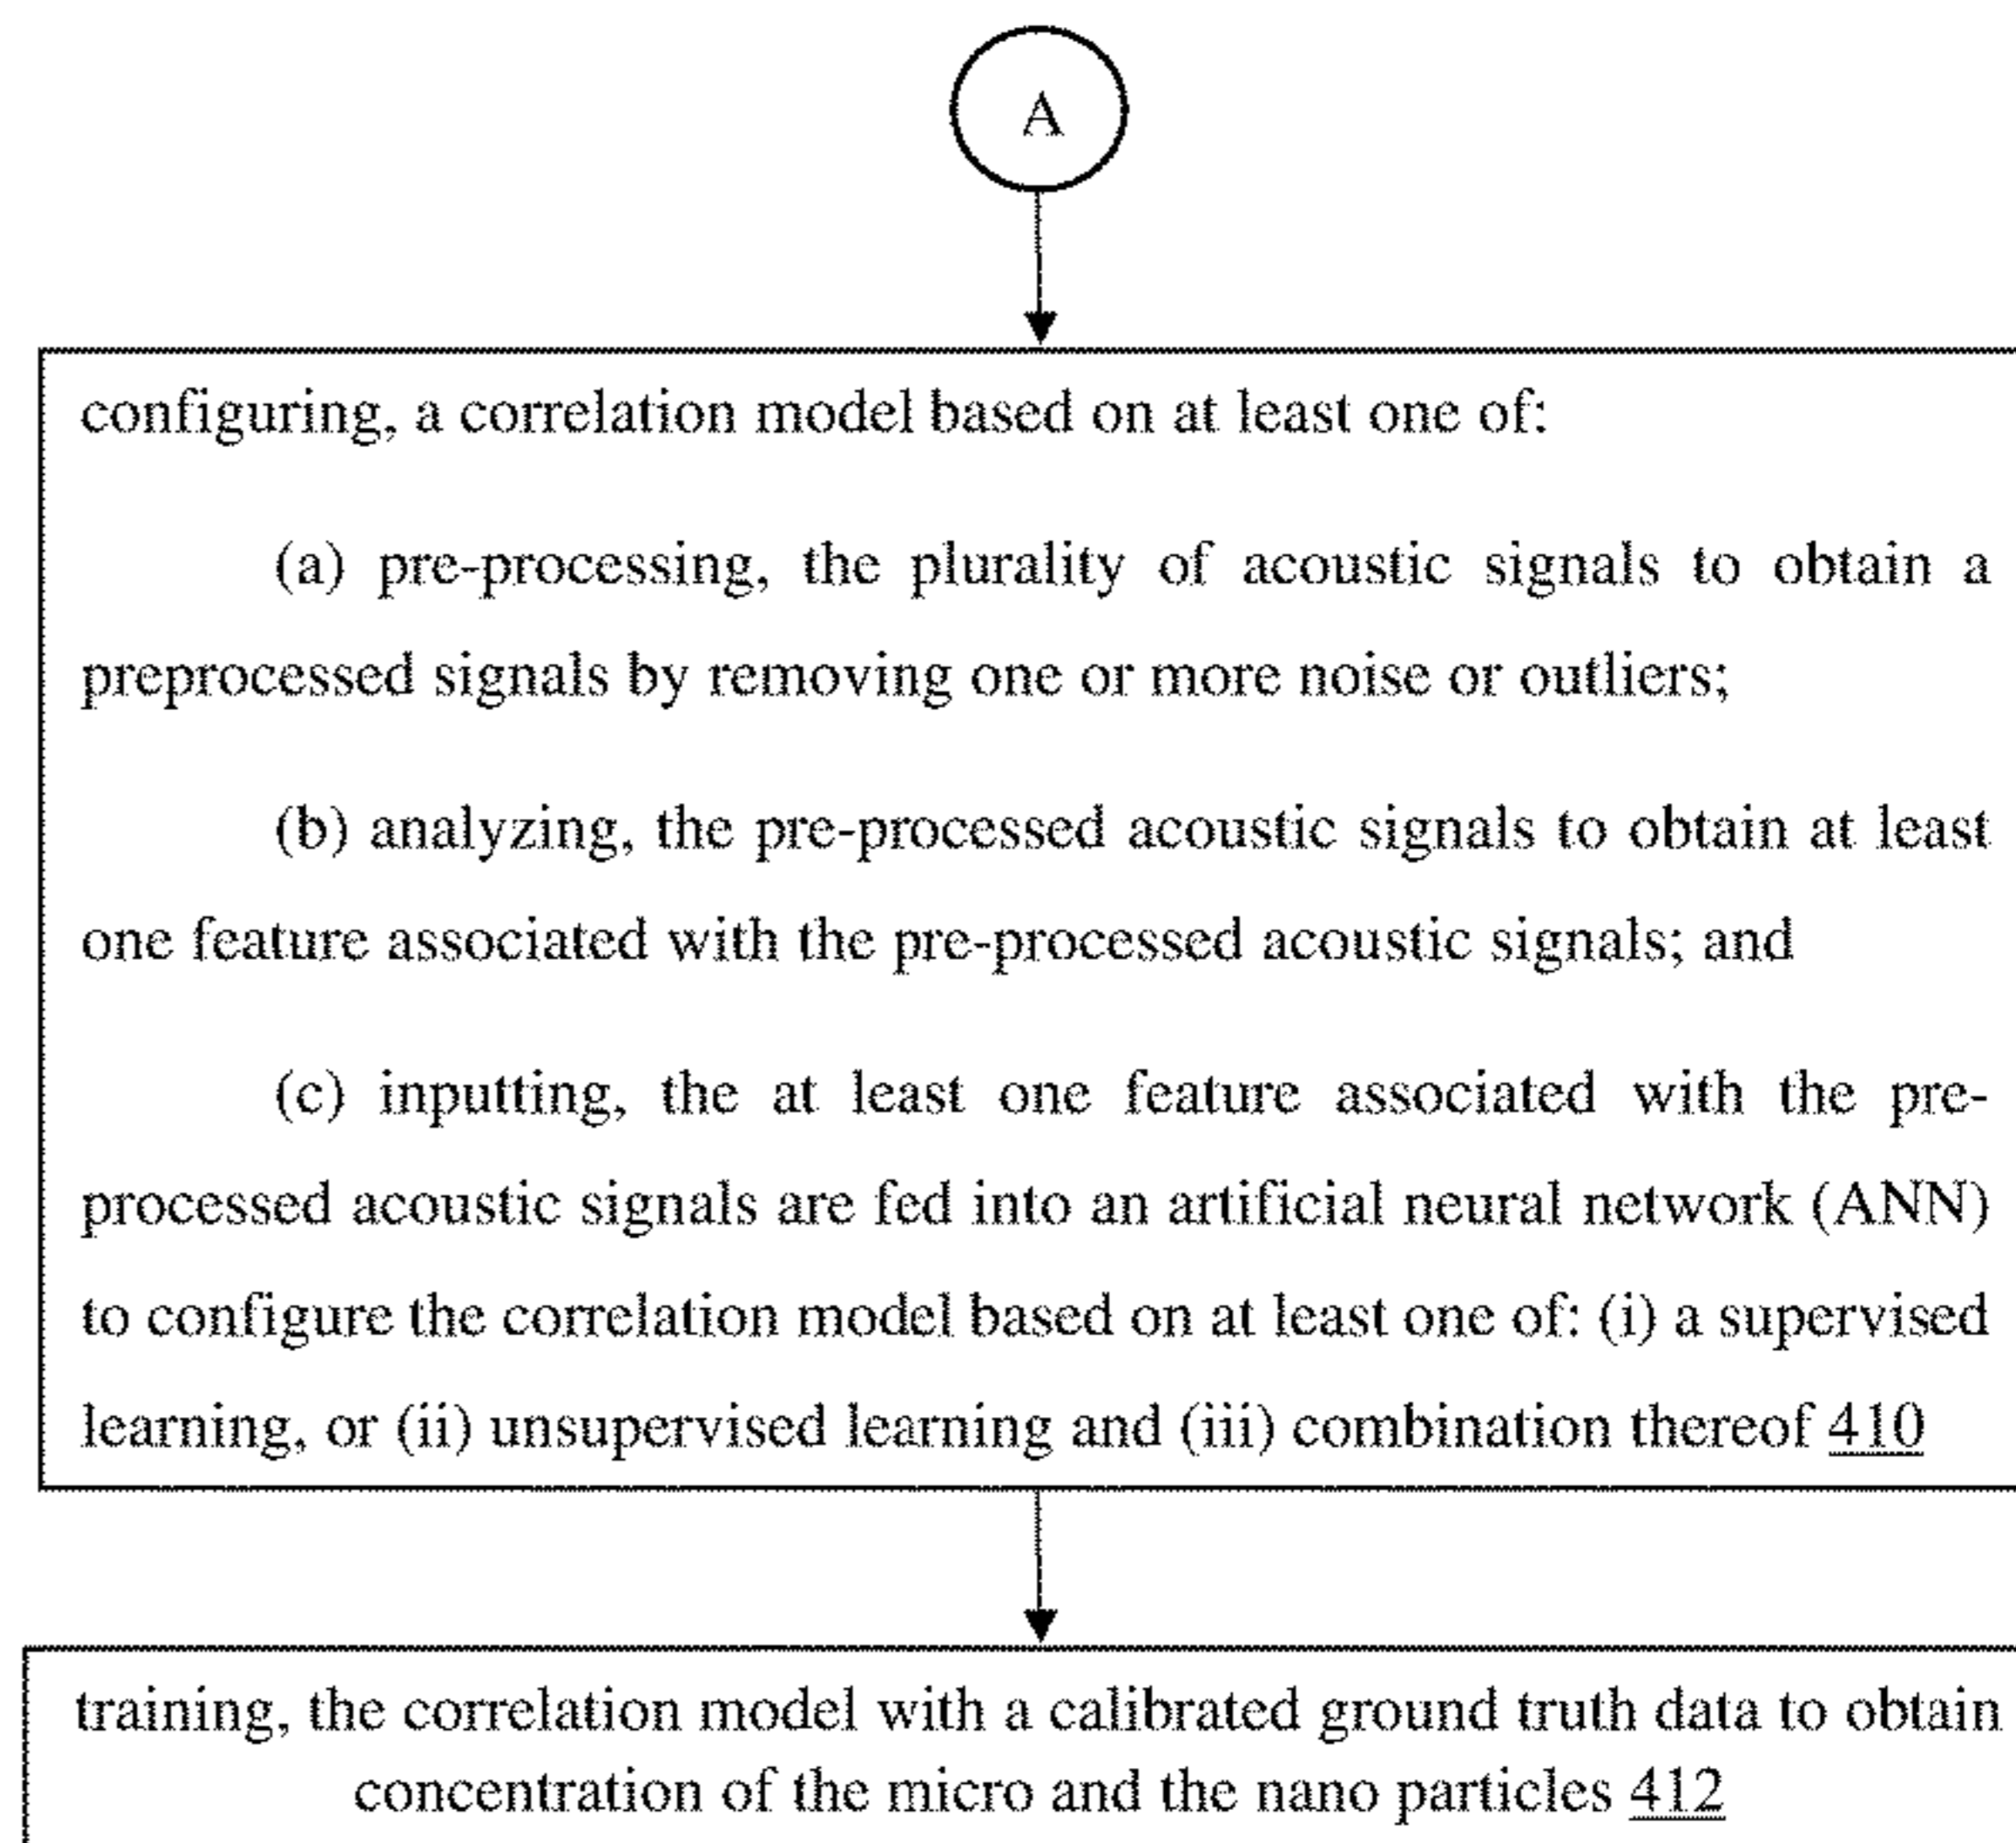 A
configuring, a correlation model based on at least one of:
(a) pre-processing, the plurality of acoustic signals to obtain a
preprocessed signals by removing one or more noise or outliers;
(b) analyzing, the pre-processed acoustic signals to obtain at least
one feature associated with the pre-processed acoustic signals; and
(c) inputting, the at least one feature associated with the pre-
processed acoustic signals are fed into an artificial neural network (ANN)
to configure the correlation model based on at least one of: (i) a supervised
learning, or (ii) unsupervised learning and (iii) combination thereof 410
training, the correlation model with a calibrated ground truth data to obtain
concentration of the micro and the nano particles 412